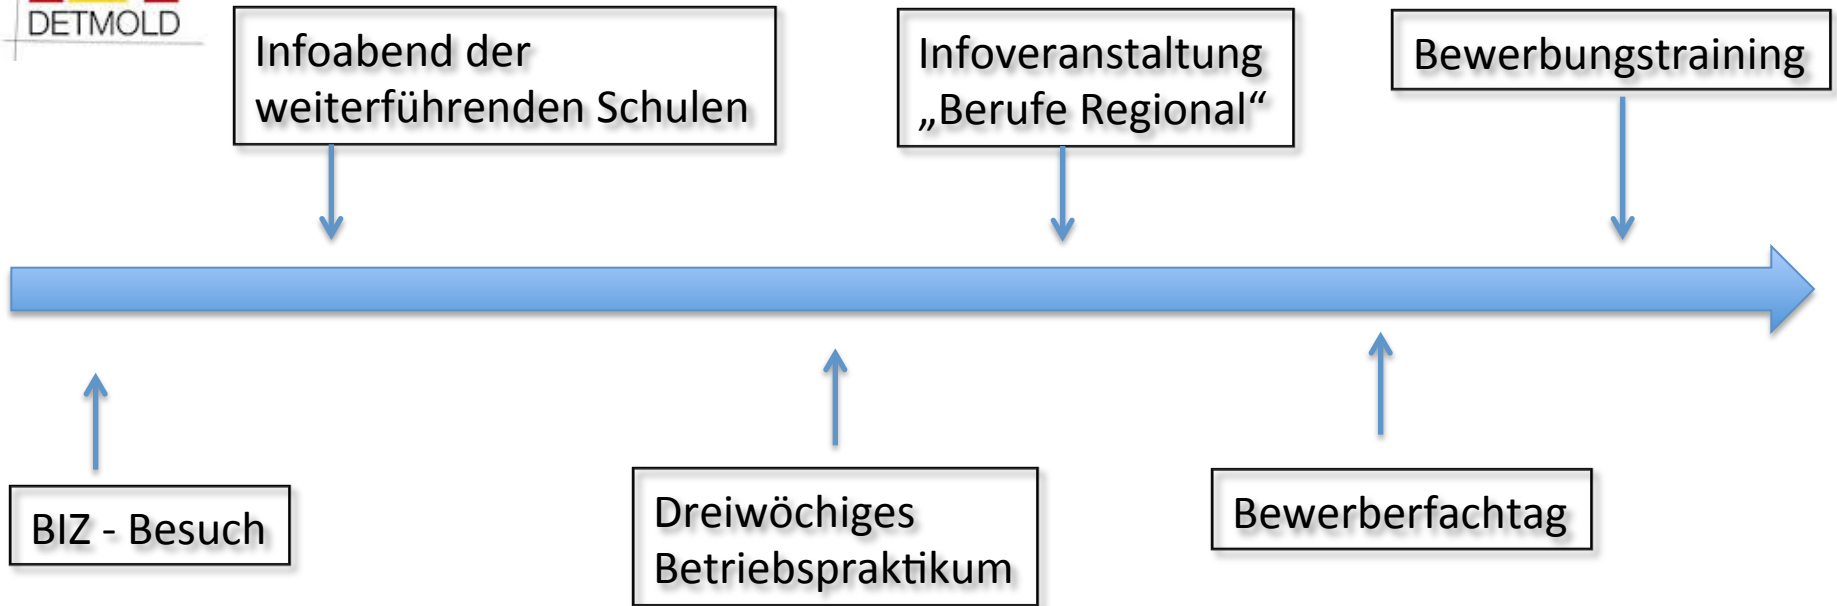 DETMOLD
Infoabend der
weiterführenden Schulen
Infoveranstaltung
„Berufe Regional“
Bewerbungstraining
BIZ - Besuch
Dreiwöchiges
Betriebspraktikum
Bewerberfachtag